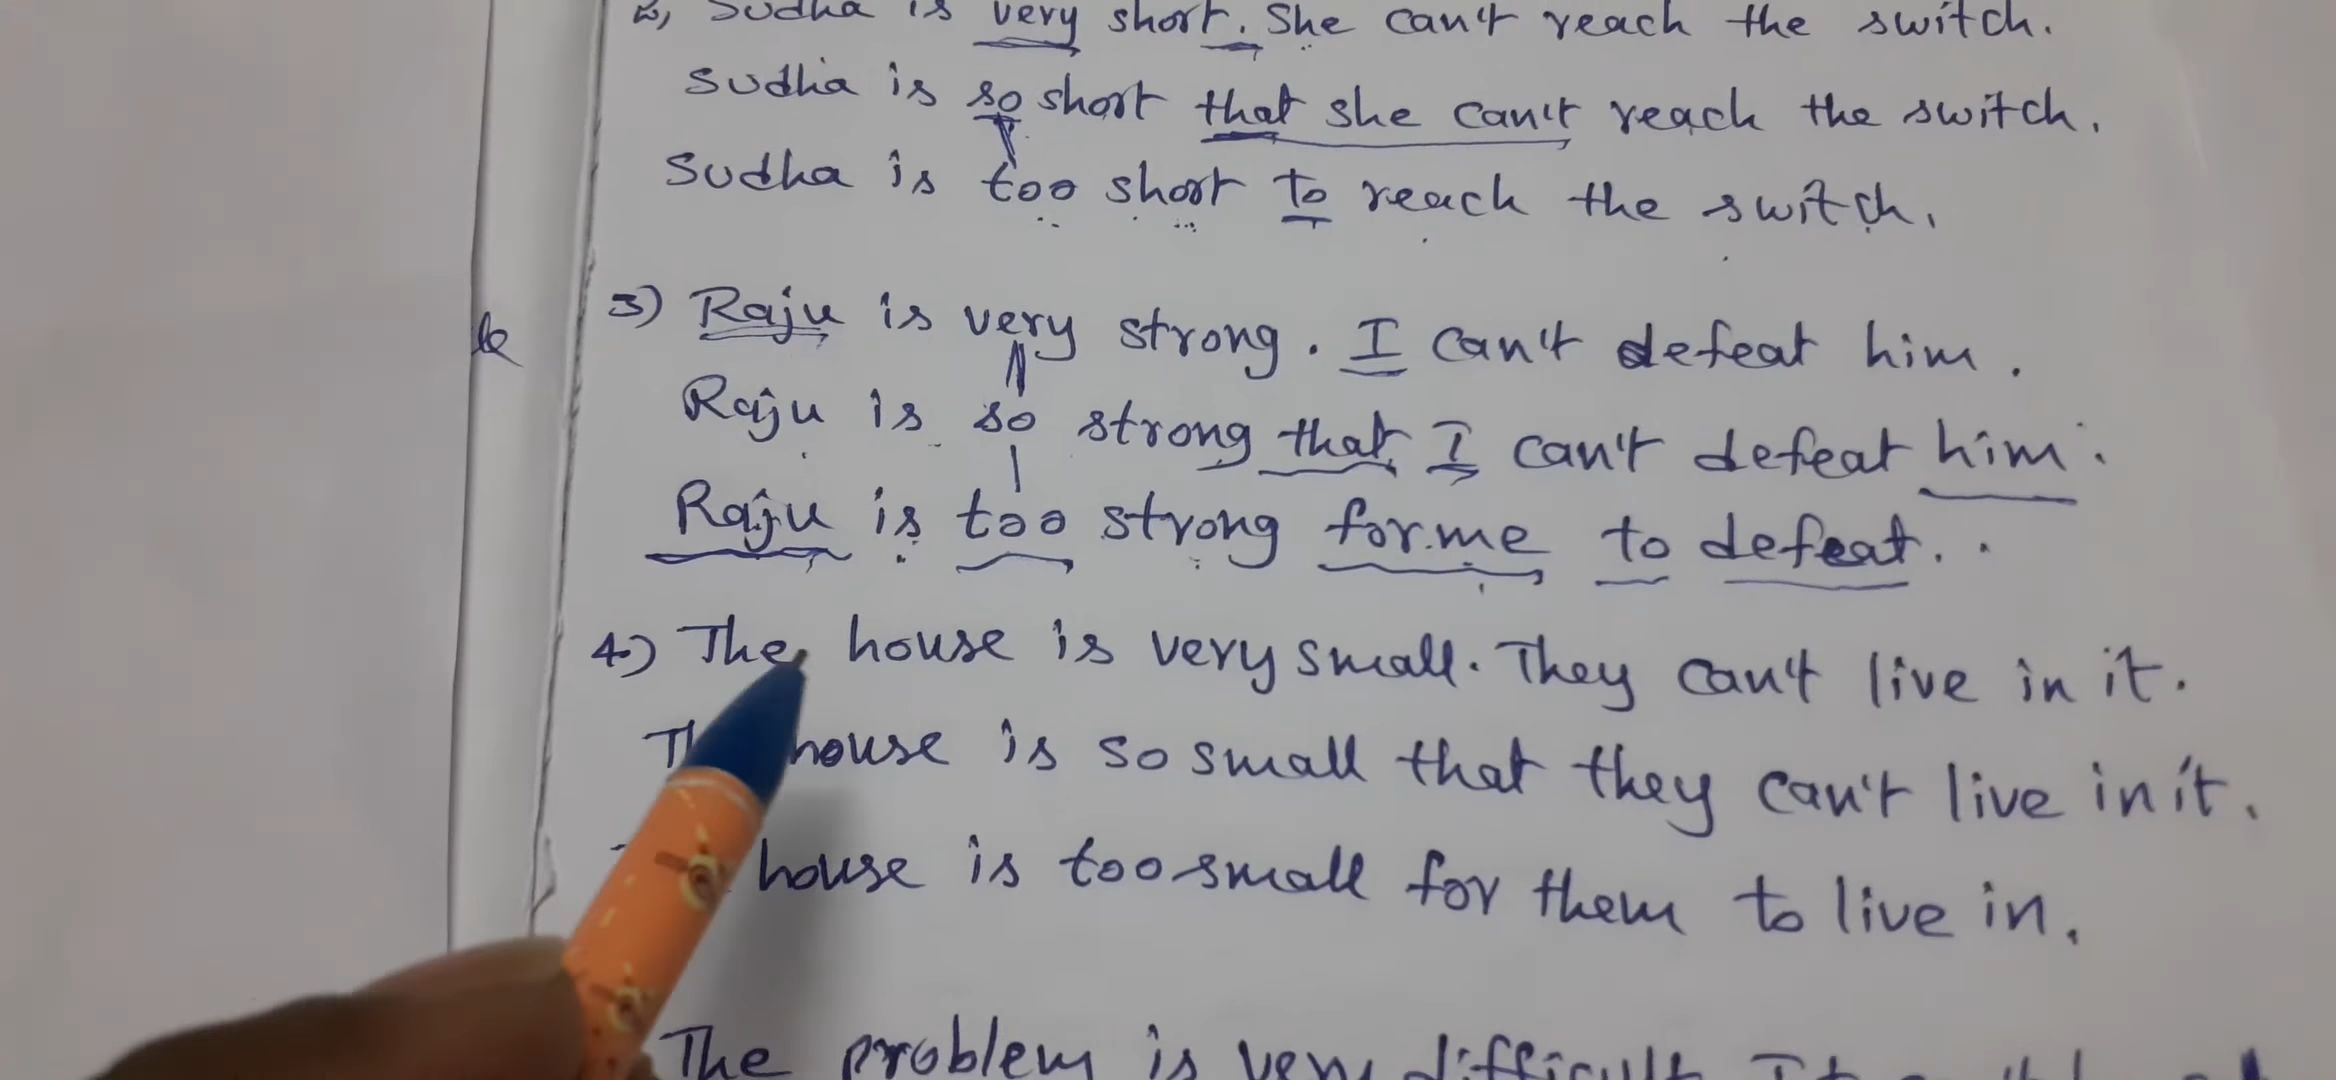 2) Sudha is very short. She can't reach the switch.
Sudha is so short that she can't reach the switch.
Sudha is too short to reach the switch.
3) Raju is very strong. I can't defeat him.
Raju is so strong that I can't defeat him.
Raju is too strong for me to defeat.
4) The house is very small. They can't live in it.
house is so small that they can't live in it.
house is too small for them to live in.
The problem is very difficult.